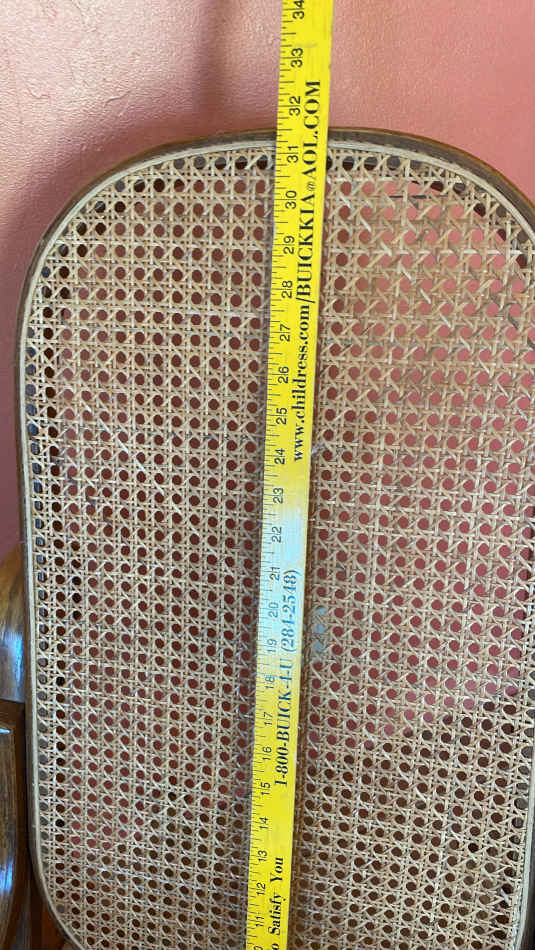 o Satisfy You
1-800-BUICK-4-U (284-2548)
www.childress.com/BUICKKIA@AOL.COM
11 12 13 14 15 16 17 18 19 20 21 22 23 24 25 26 27 28 29 30 31 32 33 34